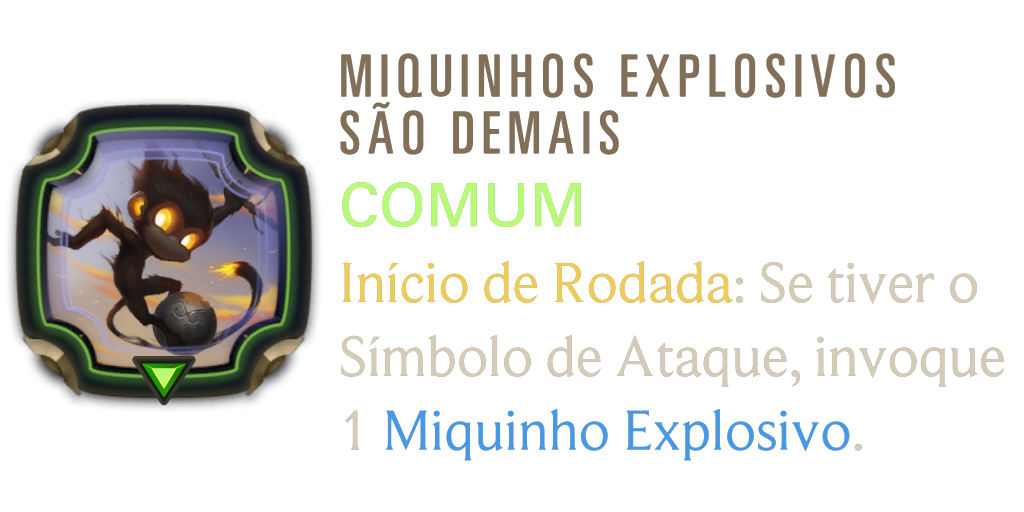 MIQUINHOS EXPLOSIVOS
SÃO DEMAIS
COMUM
Início de Rodada: Se tiver o
Símbolo de Ataque, invoque
1 Miquinho Explosivo.